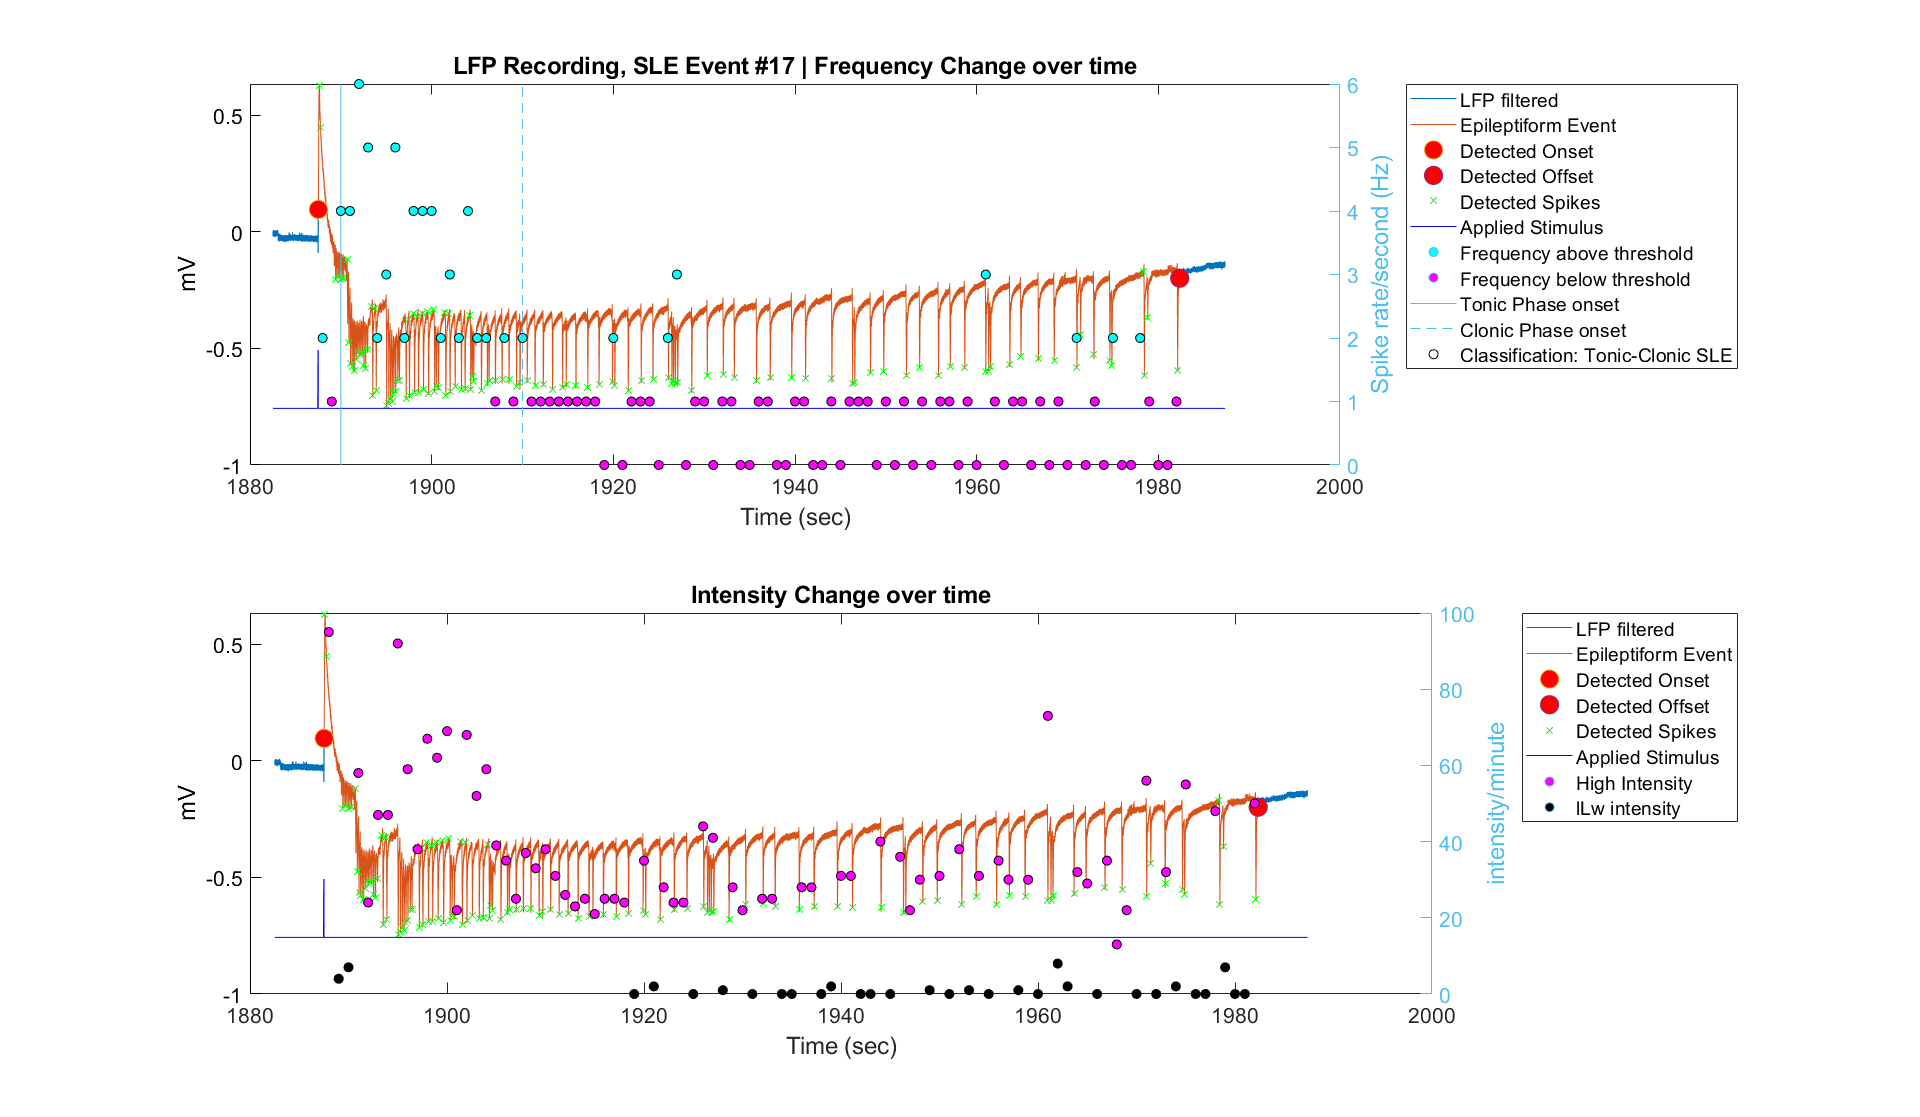 LFP Recording, SLE Event #17 | Frequency Change over time
0.5
0
-0.5
-1
mV
1880
1900
1920
1940
1960
1980
2000
Time (sec)
6
5
4
3
2
1
0
Spike rate/second (Hz)
LFP filtered
Epileptiform Event
Detected Onset
Detected Offset
Detected Spikes
Applied Stimulus
Frequency above threshold
Frequency below threshold
Tonic Phase onset
Clonic Phase onset
Classification: Tonic-Clonic SLE
Intensity Change over time
0.5
0
-0.5
-1
mV
1880
1900
1920
1940
1960
1980
2000
Time (sec)
100
80
60
40
20
0
intensity/minute
LFP filtered
Epileptiform Event
Detected Onset
Detected Offset
Detected Spikes
Applied Stimulus
High Intensity
lLw intensity